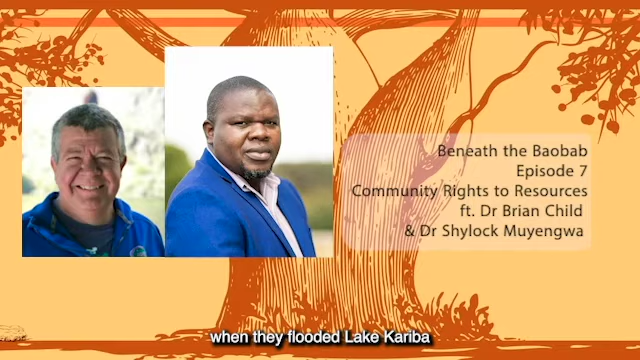 Beneath the Baobab
Episode 7
Community Rights to Resources
ft. Dr Brian Child
& Dr Shylock Muyengwa
when they flooded Lake Kariba